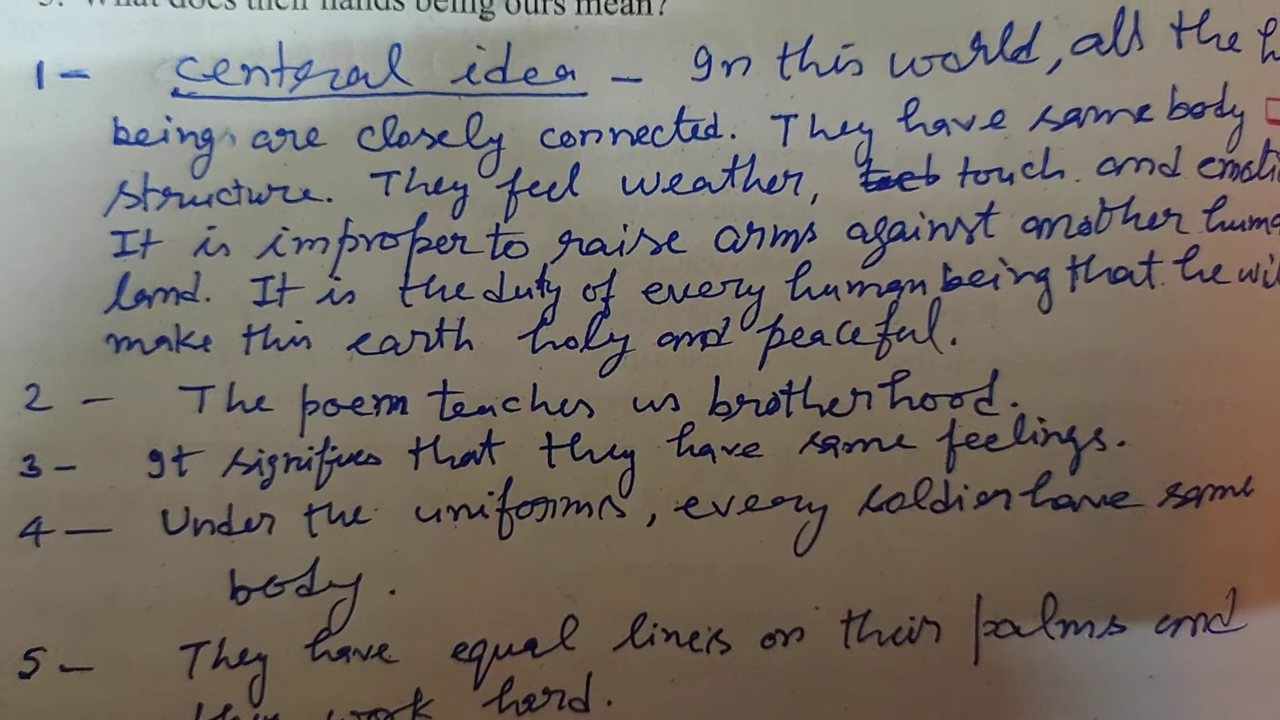 5. What does their hands being ours mean?
1 - centeral idea - In this world, all the h
beings are closely connected. They have same body
structure. They feel weather, touch and emoti
It is improper to raise arms against another huma
land. It is the duty of every human being that he wil
make this earth holy and peaceful.
2 - The poem teaches us brotherhood.
3 - It signifies that they have same feelings.
4 - Under the uniforms, every soldier have same
body.
5 - They have equal lines on their palms and
work hard.